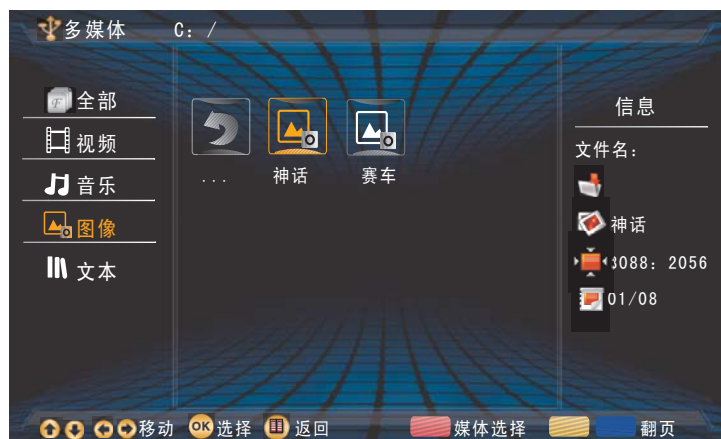 多媒体 C: /
全部
视频
音乐
图像
文本
...
神话
赛车
信息
文件名:
神话
3088: 2056
01/08
移动 OK 选择 返回 媒体选择 翻页